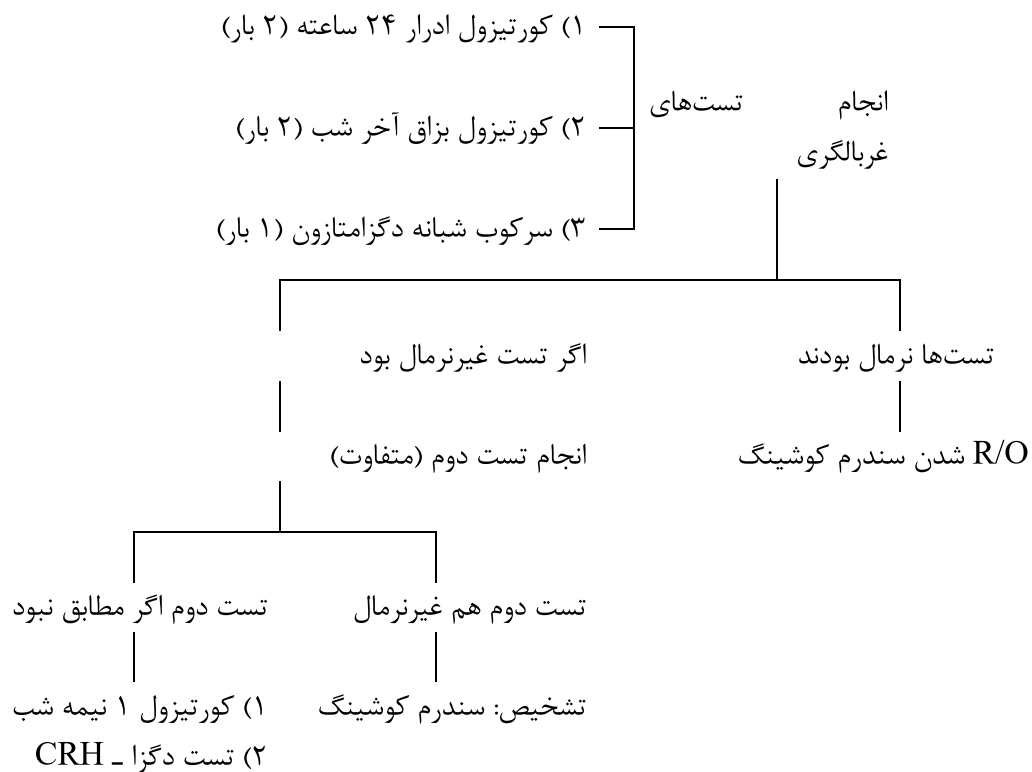 ۱) کورتیزول ادرار ۲۴ ساعته (۲ بار)
انجام تست‌های
۲) کورتیزول بزاق آخر شب (۲ بار)
غربالگری
۳) سرکوب شبانه دگزامتازون (۱ بار)
تست‌ها نرمال بودند
اگر تست غیرنرمال بود
R/O شدن سندرم کوشینگ
انجام تست دوم (متفاوت)
تست دوم هم غیرنرمال
تست دوم اگر مطابق نبود
تشخیص: سندرم کوشینگ
۱) کورتیزول ۱ نیمه شب
۲) تست دگزا ـ CRH